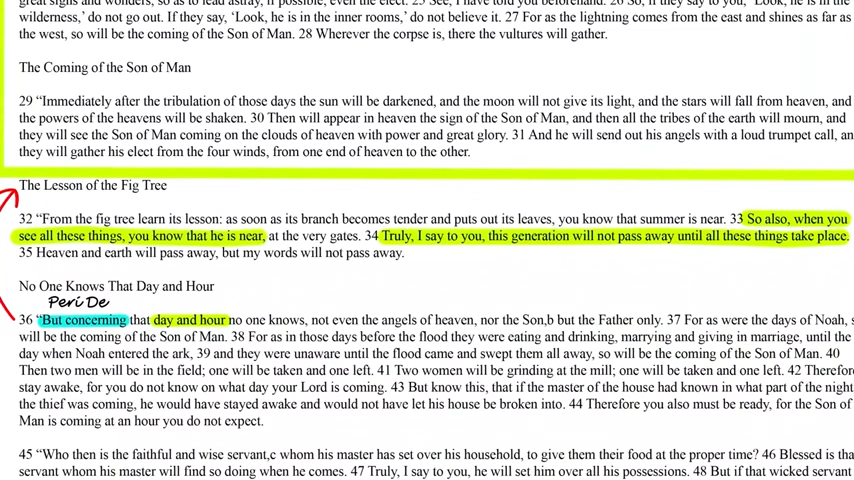 great signs and wonders, so as to lead astray, if possible, even the elect. 25 See, I have told you beforehand. 26 So, if they say to you, ‘Look, he is in the
wilderness,’ do not go out. If they say, ‘Look, he is in the inner rooms,’ do not believe it. 27 For as the lightning comes from the east and shines as far as
the west, so will be the coming of the Son of Man. 28 Wherever the corpse is, there the vultures will gather.
The Coming of the Son of Man
29 “Immediately after the tribulation of those days the sun will be darkened, and the moon will not give its light, and the stars will fall from heaven, and
the powers of the heavens will be shaken. 30 Then will appear in heaven the sign of the Son of Man, and then all the tribes of the earth will mourn, and
they will see the Son of Man coming on the clouds of heaven with power and great glory. 31 And he will send out his angels with a loud trumpet call, an
they will gather his elect from the four winds, from one end of heaven to the other.
The Lesson of the Fig Tree
32 “From the fig tree learn its lesson: as soon as its branch becomes tender and puts out its leaves, you know that summer is near. 33 So also, when you
see all these things, you know that he is near, at the very gates. 34 Truly, I say to you, this generation will not pass away until all these things take place.
35 Heaven and earth will pass away, but my words will not pass away.
No One Knows That Day and Hour
Peri De
36 “But concerning that day and hour no one knows, not even the angels of heaven, nor the Son,b but the Father only. 37 For as were the days of Noah, s
will be the coming of the Son of Man. 38 For as in those days before the flood they were eating and drinking, marrying and giving in marriage, until the
day when Noah entered the ark, 39 and they were unaware until the flood came and swept them all away, so will be the coming of the Son of Man. 40
Then two men will be in the field; one will be taken and one left. 41 Two women will be grinding at the mill; one will be taken and one left. 42 Therefor
stay awake, for you do not know on what day your Lord is coming. 43 But know this, that if the master of the house had known in what part of the night
the thief was coming, he would have stayed awake and would not have let his house be broken into. 44 Therefore you also must be ready, for the Son of
Man is coming at an hour you do not expect.
45 “Who then is the faithful and wise servant,c whom his master has set over his household, to give them their food at the proper time? 46 Blessed is tha
servant whom his master will find so doing when he comes. 47 Truly, I say to you, he will set him over all his possessions. 48 But if that wicked servant